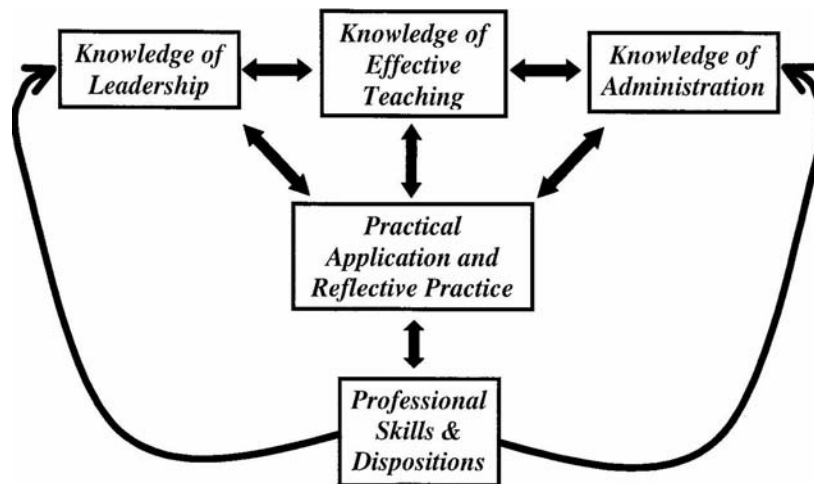 Knowledge of
Leadership
Knowledge of
Effective
Teaching
Knowledge of
Administration
Practical
Application and
Reflective Practice
Professional
Skills &
Dispositions